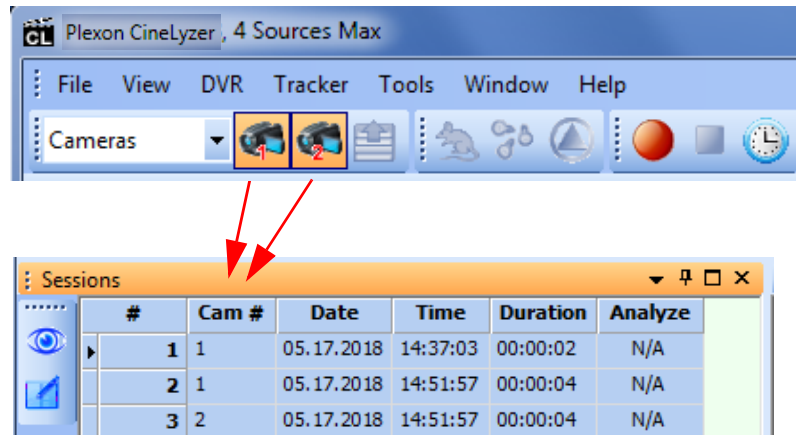 CL Plexon CineLyzer , 4 Sources Max
File View DVR Tracker Tools Window Help
Cameras 1 2
Sessions
# Cam # Date Time Duration Analyze
1 1 05.17.2018 14:37:03 00:00:02 N/A
2 1 05.17.2018 14:51:57 00:00:04 N/A
3 2 05.17.2018 14:51:57 00:00:04 N/A